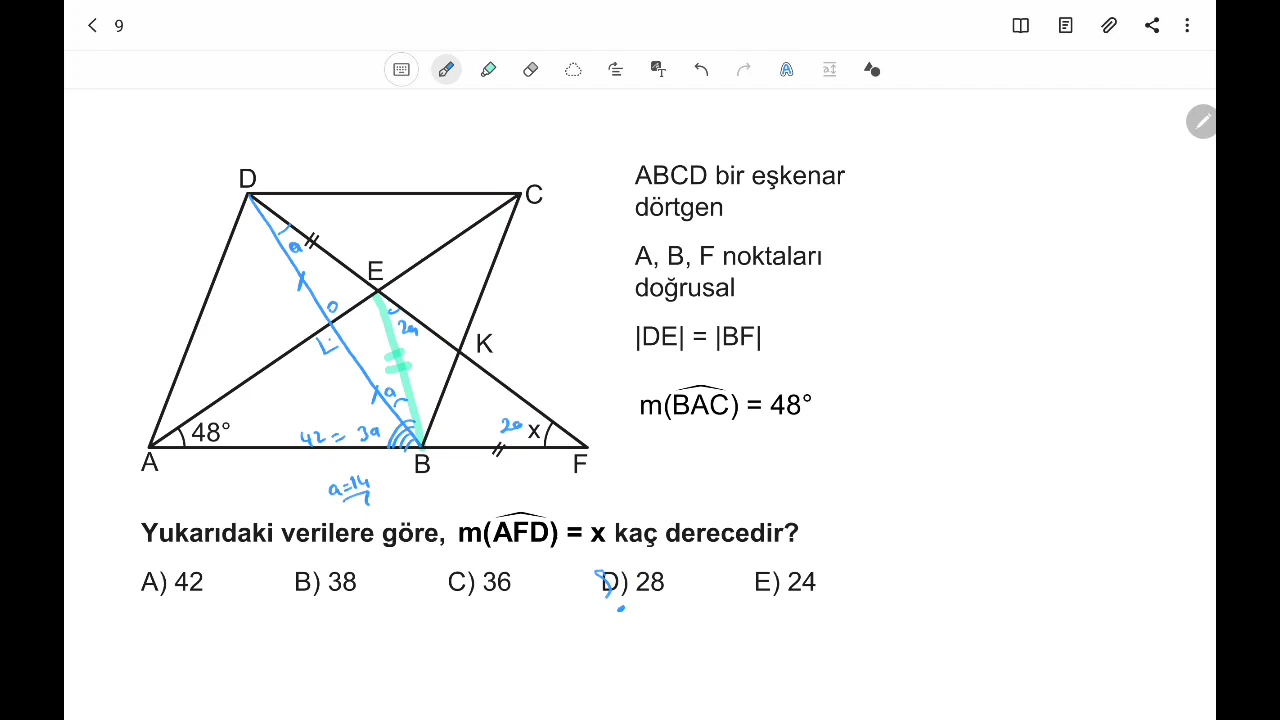 9
D
C
ABCD bir eşkenar
dörtgen
a
E
A, B, F noktaları
doğrusal
o
2a
K
|DE| = |BF|
a
48°
42 = 3a
2a x
m(BAC) = 48°
A
B
F
a=14
Yukarıdaki verilere göre, m(AFD) = x kaç derecedir?
A) 42 B) 38 C) 36 D) 28 E) 24